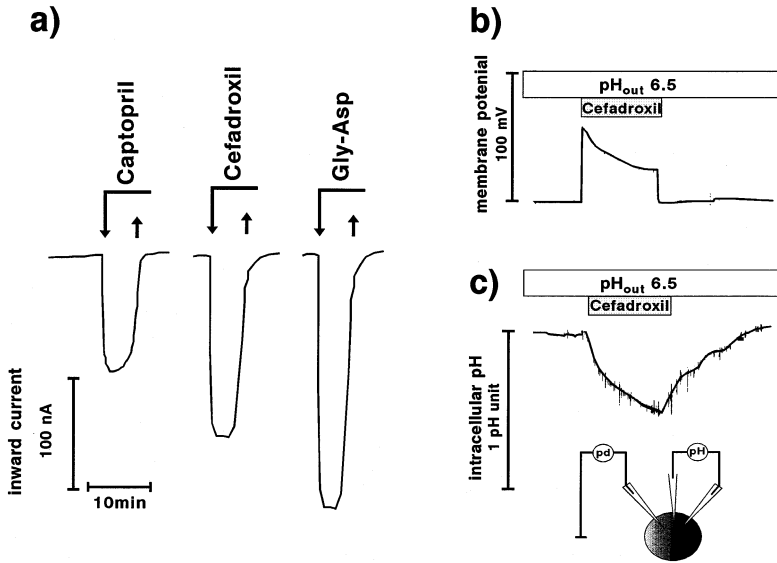 a)
Captopril
Cefadroxil
Gly-Asp
inward current
100 nA
10min
b)
membrane potenial
100 mV
pHout 6.5
Cefadroxil
c)
pHout 6.5
Cefadroxil
intracellular pH
1 pH unit
pd
pH